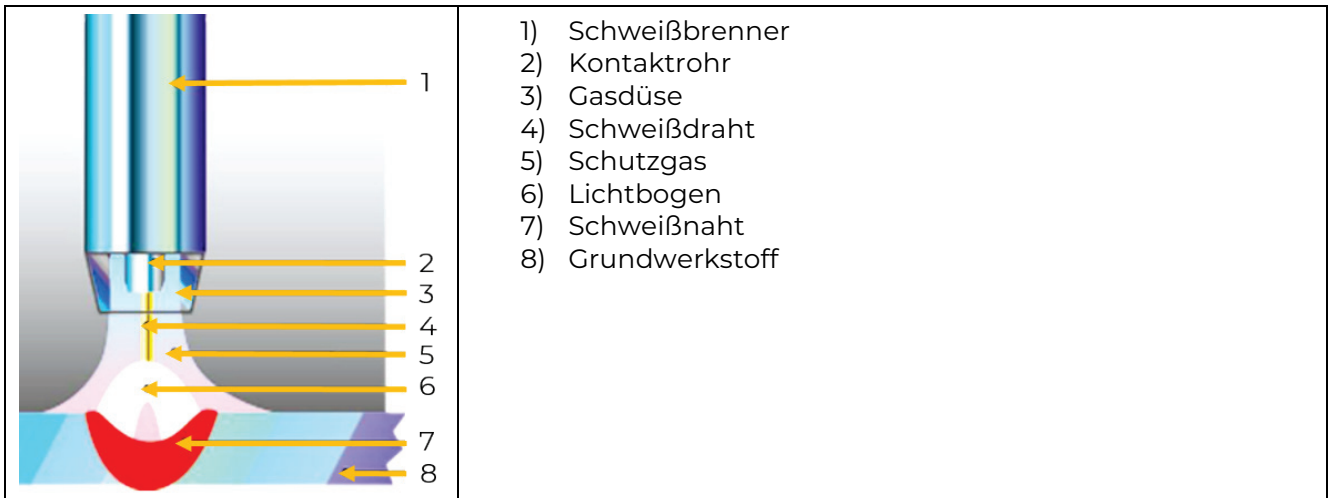 1
2
3
4
5
6
7
8
1) Schweißbrenner
2) Kontaktrohr
3) Gasdüse
4) Schweißdraht
5) Schutzgas
6) Lichtbogen
7) Schweißnaht
8) Grundwerkstoff